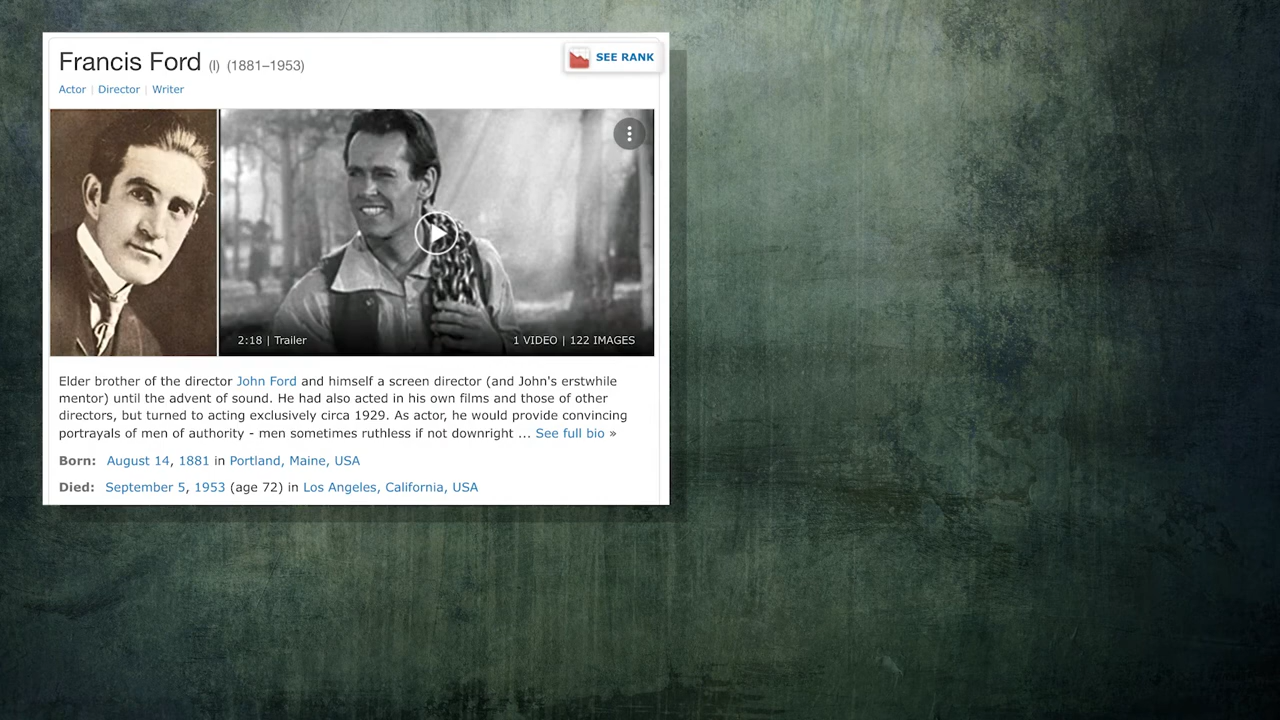 Francis Ford (I) (1881–1953)
SEE RANK
Actor | Director | Writer
2:18 | Trailer
1 VIDEO | 122 IMAGES
Elder brother of the director John Ford and himself a screen director (and John's erstwhile
mentor) until the advent of sound. He had also acted in his own films and those of other
directors, but turned to acting exclusively circa 1929. As actor, he would provide convincing
portrayals of men of authority - men sometimes ruthless if not downright ... See full bio »
Born: August 14, 1881 in Portland, Maine, USA
Died: September 5, 1953 (age 72) in Los Angeles, California, USA